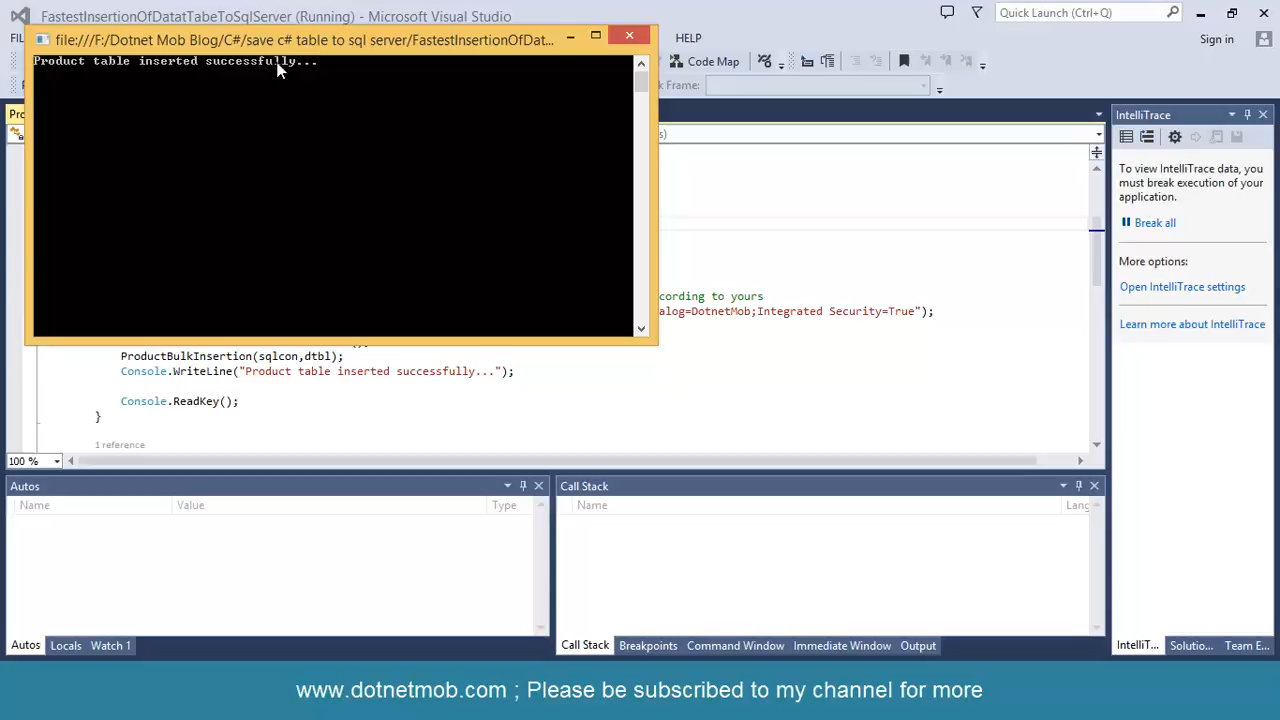 FastestInsertionOfDatatTabeToSqlServer (Running) - Microsoft Visual Studio
Quick Launch (Ctrl+Q)
file:///F:/Dotnet Mob Blog/C#/save c# table to sql server/FastestInsertionOfDat...
HELP
Sign in
Product table inserted successfully...
Code Map
k Frame:
Pro
s)
IntelliTrace
To view IntelliTrace data, you
must break execution of your
application.
Break all
More options:
Open IntelliTrace settings
Learn more about IntelliTrace
cording to yours
alog=DotnetMob;Integrated Security=True");
ProductBulkInsertion(sqlcon,dtbl);
Console.WriteLine("Product table inserted successfully...");
Console.ReadKey();
}
1 reference
100 %
Autos
Name Value Type
Call Stack
Name Lang
Autos Locals Watch 1
Call Stack Breakpoints Command Window Immediate Window Output
IntelliT... Solutio... Team E...
www.dotnetmob.com ; Please be subscribed to my channel for more